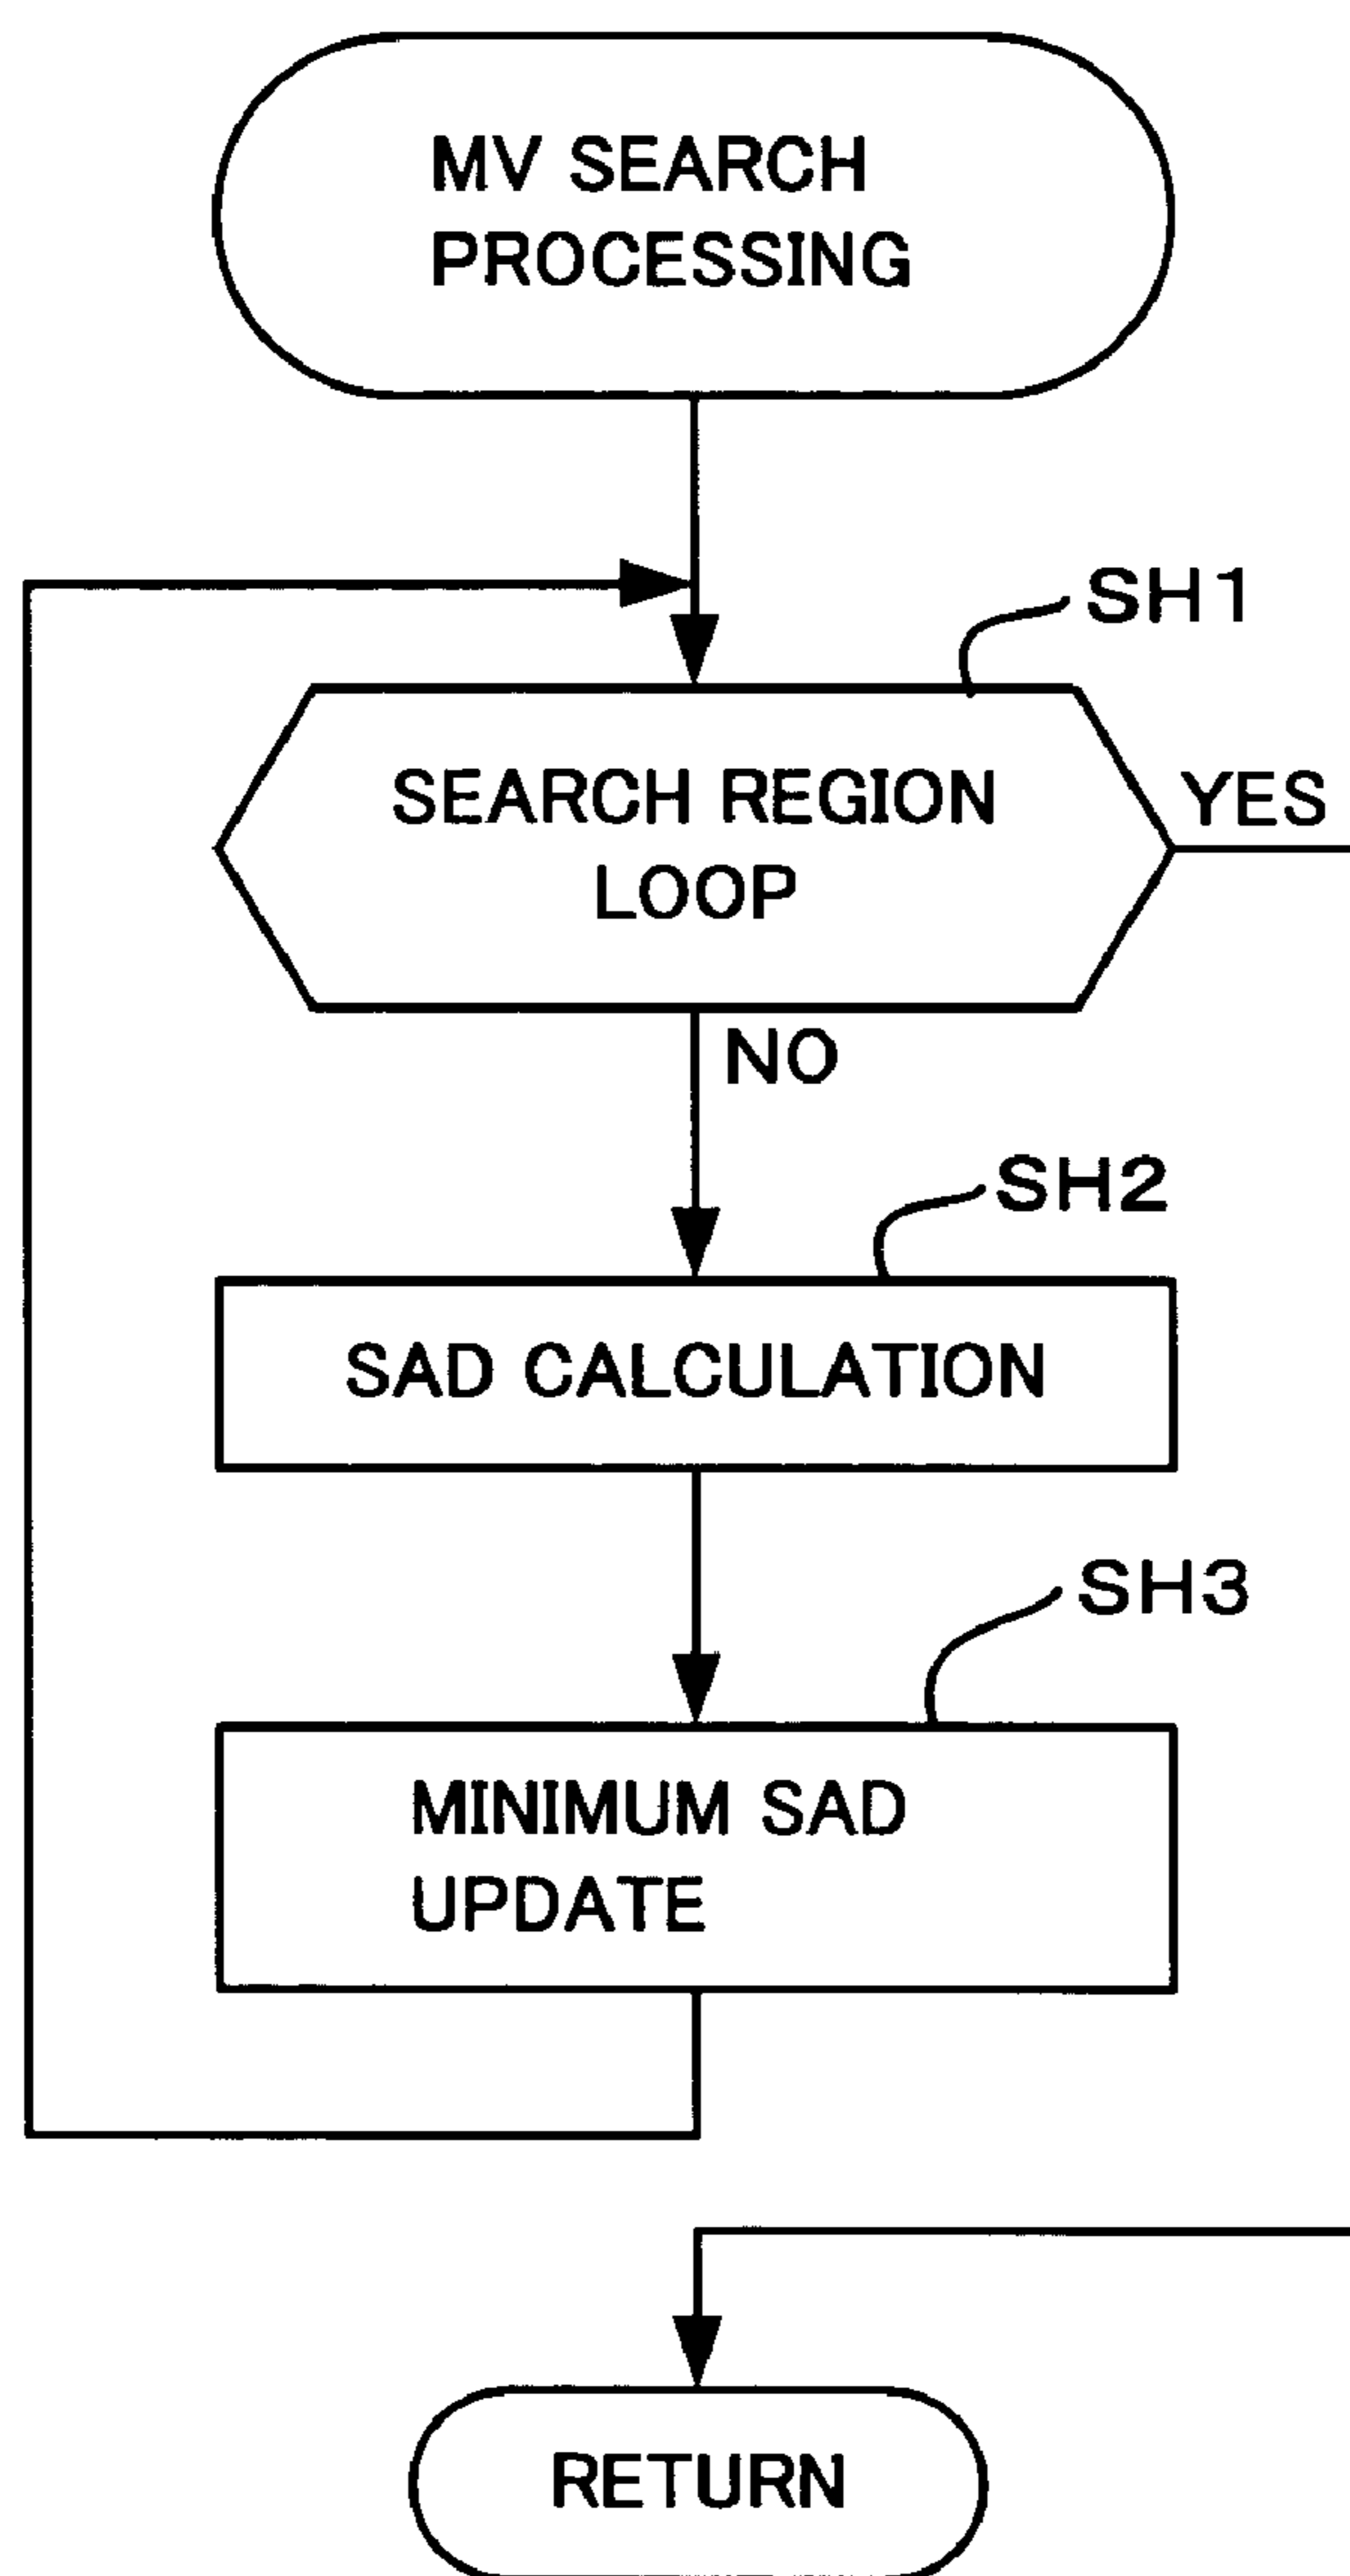 MV SEARCH
PROCESSING
SH1
SEARCH REGION
LOOP
YES
NO
SH2
SAD CALCULATION
SH3
MINIMUM SAD
UPDATE
RETURN